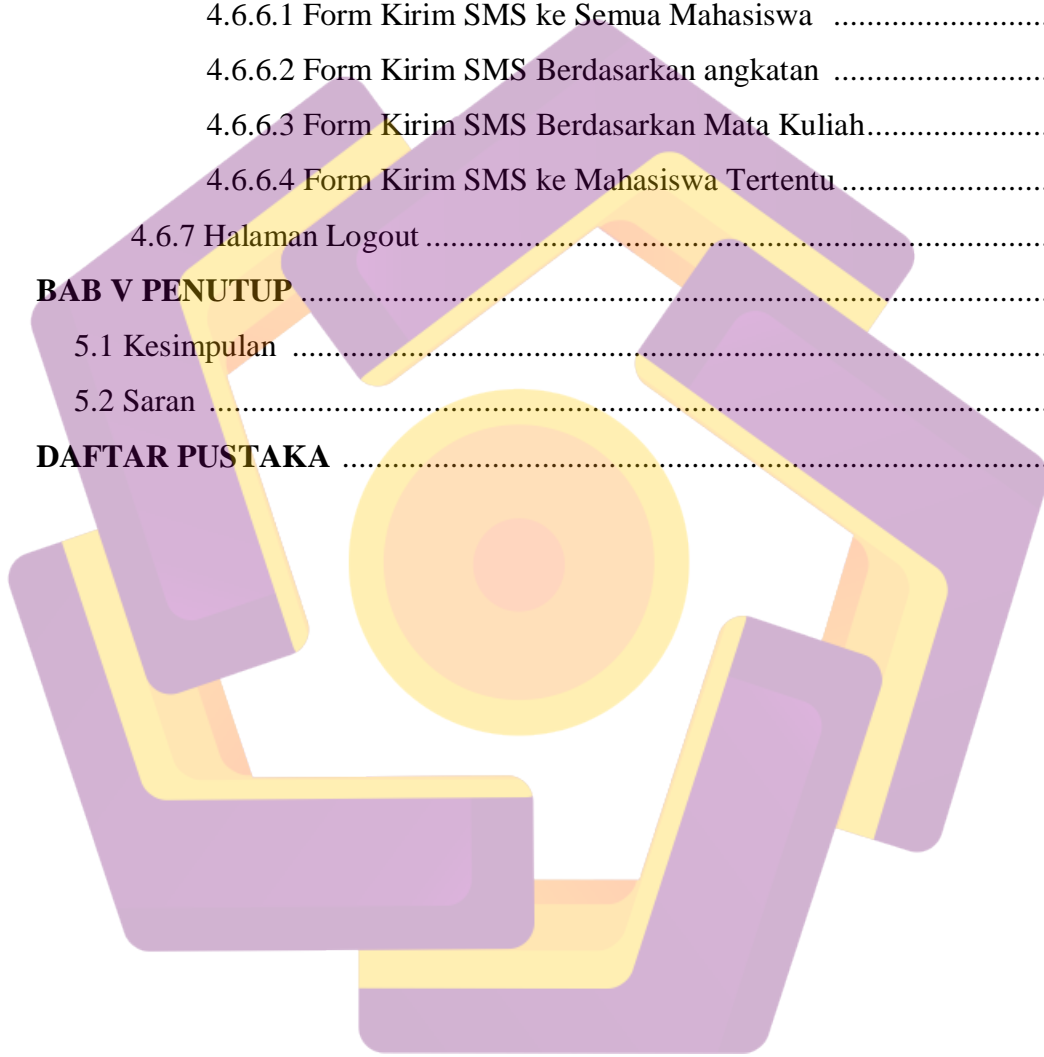 4.6.6.1 Form Kirim SMS ke Semua Mahasiswa ........................
4.6.6.2 Form Kirim SMS Berdasarkan angkatan ........................
4.6.6.3 Form Kirim SMS Berdasarkan Mata Kuliah.....................
4.6.6.4 Form Kirim SMS ke Mahasiswa Tertentu ........................
4.6.7 Halaman Logout ................................................................
BAB V PENUTUP ................................................................
5.1 Kesimpulan ................................................................
5.2 Saran ................................................................
DAFTAR PUSTAKA ................................................................